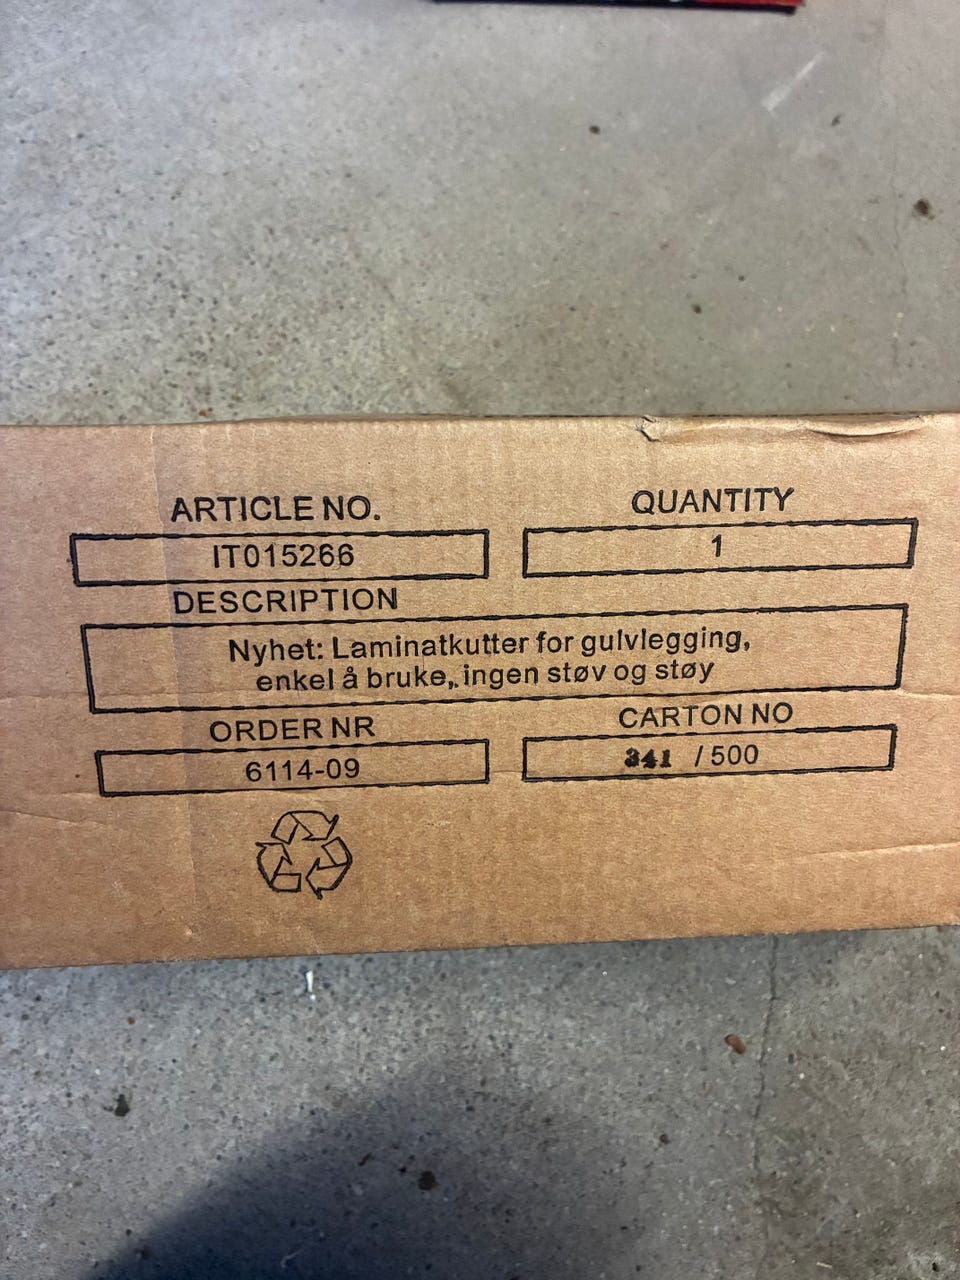 ARTICLE NO. QUANTITY
IT015266 1
DESCRIPTION
Nyhet: Laminatkutter for gulvlegging,
enkel å bruke, ingen støv og støy
ORDER NR CARTON NO
6114-09 341 / 500